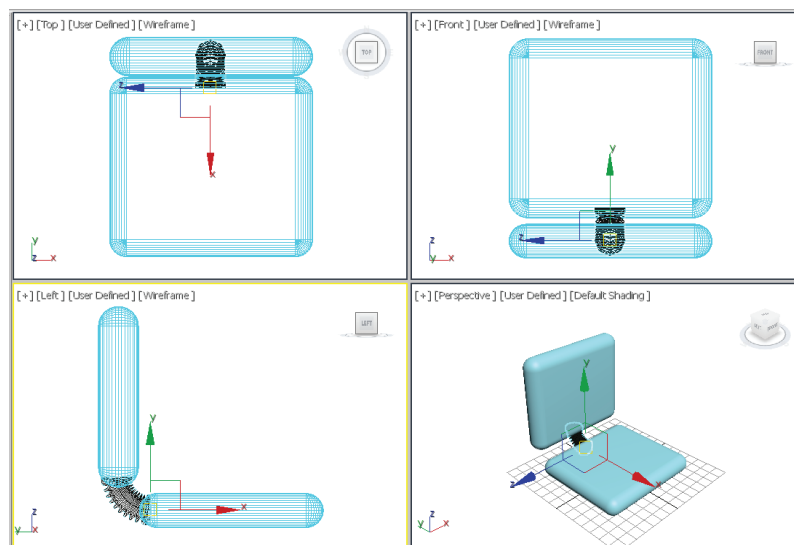 [+] [Top] [User Defined] [Wireframe]
TOP
z
x
y
z x
[+] [Front] [User Defined] [Wireframe]
FRONT
y
z
z
y x
[+] [Left] [User Defined] [Wireframe]
LEFT
y
x
z
y x
[+] [Perspective] [User Defined] [Default Shading]
y
z
x
z
y x